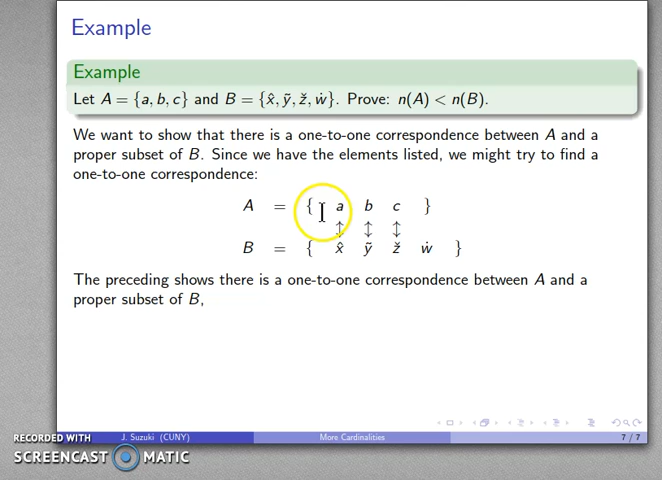 Example
Example
Let A = {a, b, c} and B = {x̂, ỹ, ž, ẇ}. Prove: n(A) < n(B).
We want to show that there is a one-to-one correspondence between A and a
proper subset of B. Since we have the elements listed, we might try to find a
one-to-one correspondence:
A = { a b c }
↕ ↕ ↕
B = { x̂ ỹ ž ẇ }
The preceding shows there is a one-to-one correspondence between A and a
proper subset of B,
RECORDED WITH
SCREENCAST MATIC
J. Suzuki (CUNY) More Cardinalities 7 / 7